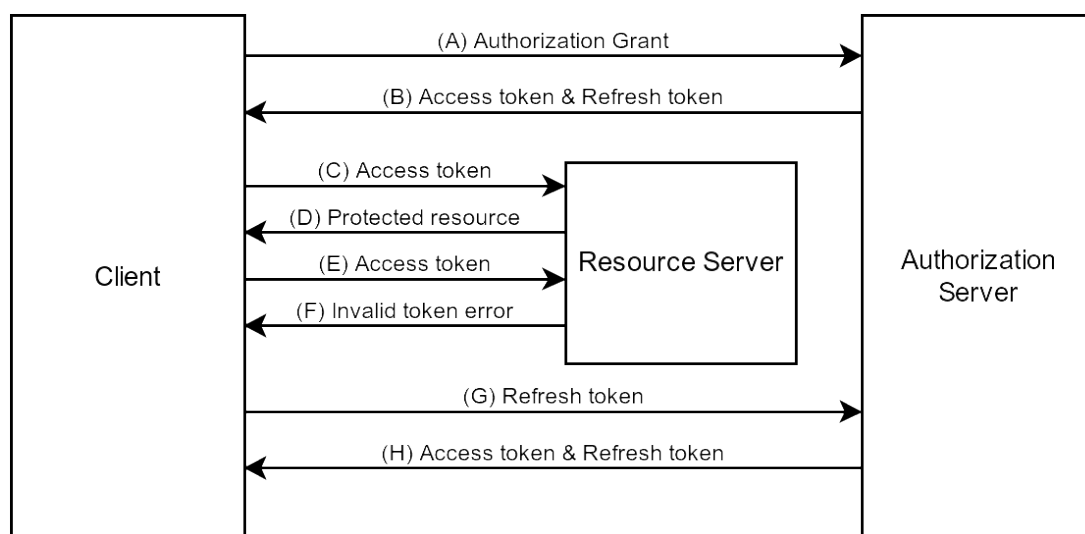 (A) Authorization Grant
(B) Access token & Refresh token
(C) Access token
(D) Protected resource
(E) Access token
(F) Invalid token error
Client
Resource Server
Authorization
Server
(G) Refresh token
(H) Access token & Refresh token